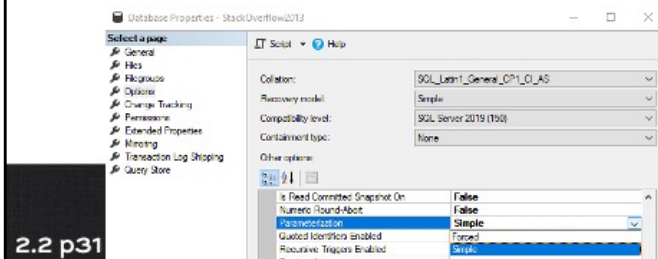 Database Properties - StackOverflow2013
Select a page
General
Files
Filegroups
Options
Change Tracking
Permissions
Extended Properties
Mirroring
Transaction Log Shipping
Query Store
Script Help
Collation: SQL_Latin1_General_CP1_CI_AS
Recovery model: Simple
Compatibility level: SQL Server 2019 (150)
Containment type: None
Other options:
Is Read Committed Snapshot On False
Numeric Round-Abort False
Parameterization Simple
Quoted Identifiers Enabled Forced
Recursive Triggers Enabled Simple
2.2 p31